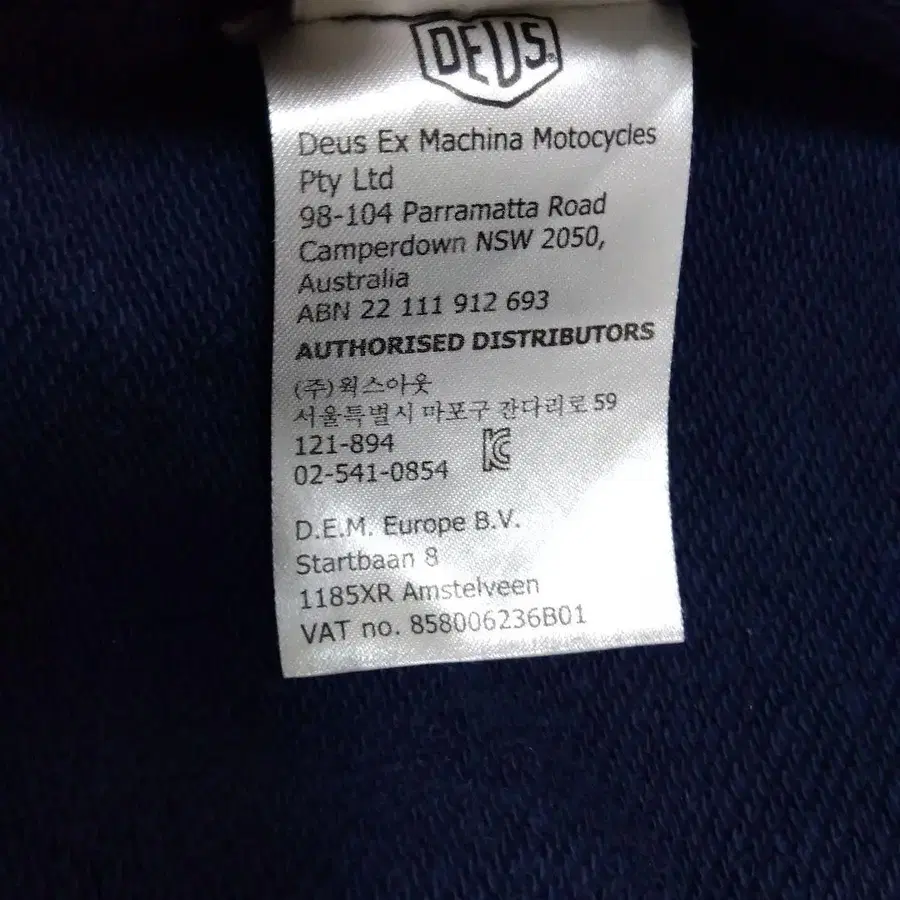 DEUS
Deus Ex Machina Motocycles
Pty Ltd
98-104 Parramatta Road
Camperdown NSW 2050,
Australia
ABN 22 111 912 693
AUTHORISED DISTRIBUTORS
(주)웍스아웃
서울특별시 마포구 잔다리로 59
121-894
02-541-0854
KC
D.E.M. Europe B.V.
Startbaan 8
1185XR Amstelveen
VAT no. 858006236B01